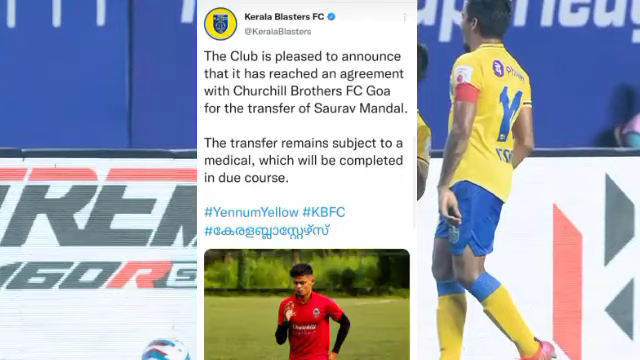 Kerala Blasters FC
@KeralaBlasters
The Club is pleased to announce
that it has reached an agreement
with Churchill Brothers FC Goa
for the transfer of Saurav Mandal.
The transfer remains subject to a
medical, which will be completed
in due course.
#YennumYellow #KBFC
#കേരളബ്ലാസ്റ്റേഴ്സ്
Churchill
160R